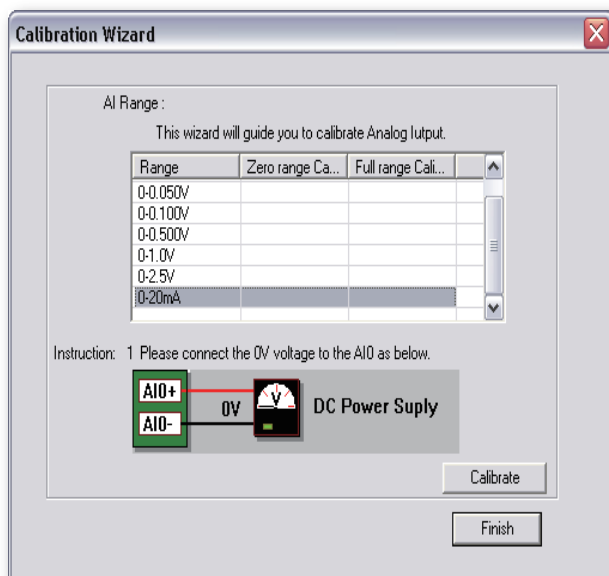 Calibration Wizard
AI Range :
This wizard will guide you to calibrate Analog Iutput.
Range Zero range Ca... Full range Cali...
0-0.050V
0-0.100V
0-0.500V
0-1.0V
0-2.5V
0-20mA
Instruction: 1 Please connect the 0V voltage to the AI0 as below.
AI0+
V
0V
DC Power Suply
AI0-
Calibrate
Finish